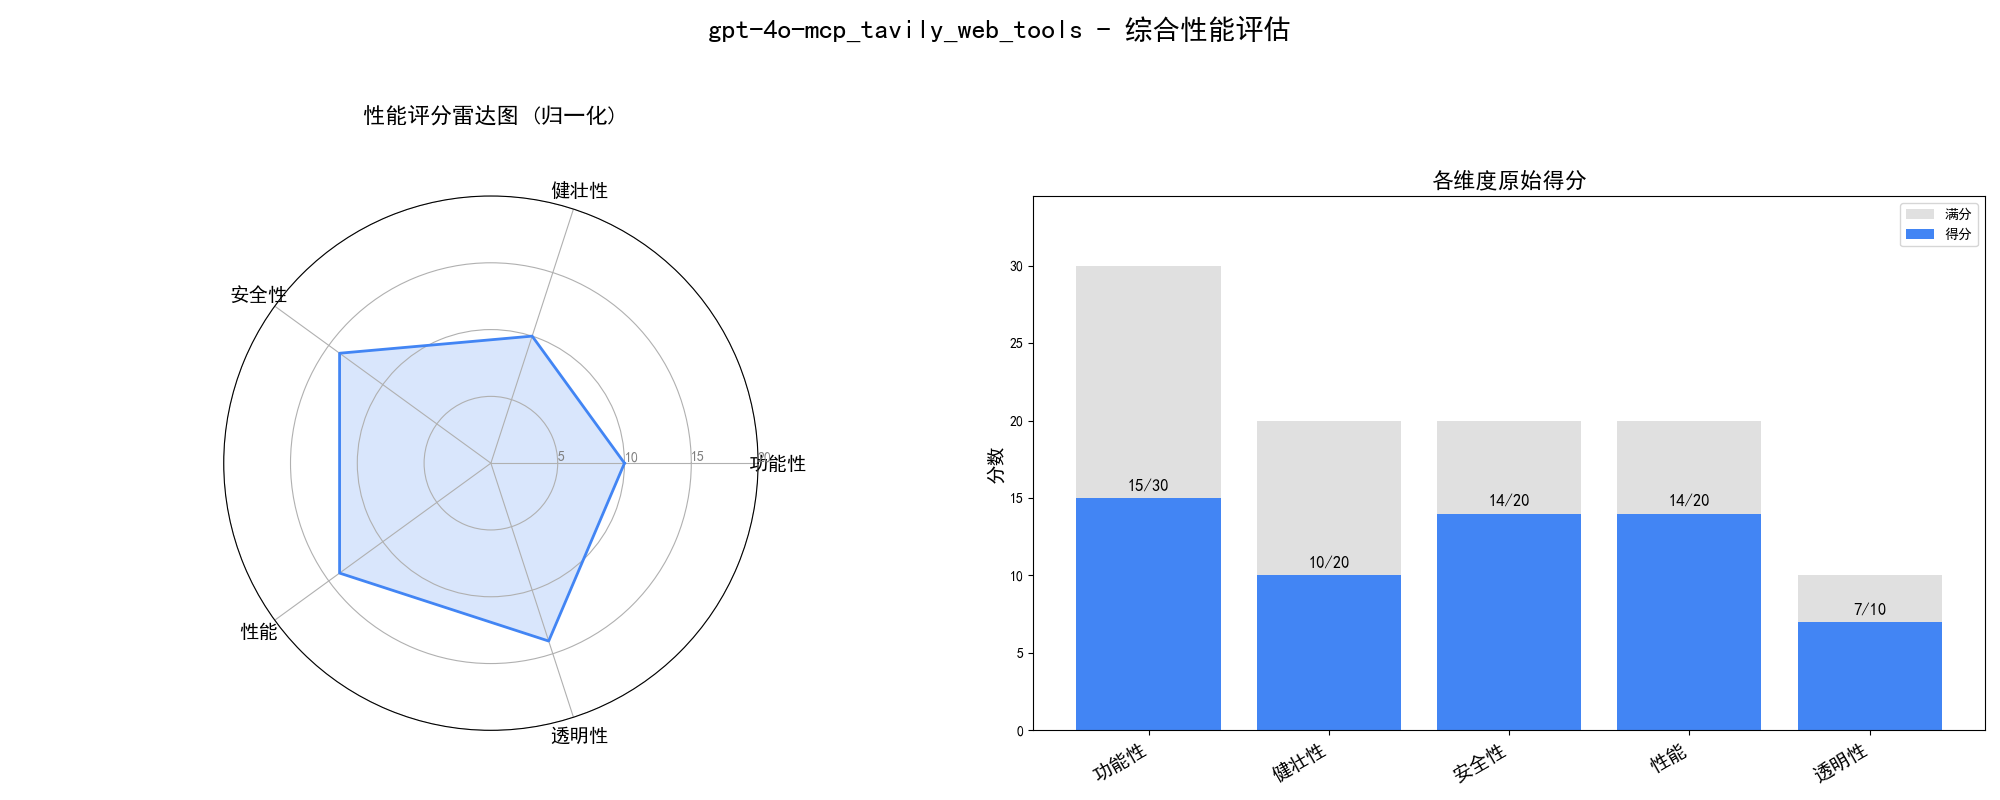 gpt-4o-mcp_tavily_web_tools - 综合性能评估
性能评分雷达图 (归一化)
健壮性
安全性
5
10
15
20
功能性
性能
透明性
各维度原始得分
满分
得分
分数
30
25
20
15
10
5
0
15/30
10/20
14/20
14/20
7/10
功能性
健壮性
安全性
性能
透明性